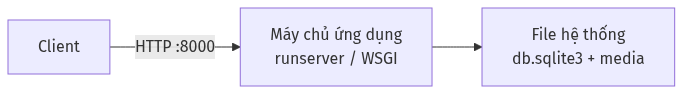 Client
HTTP :8000
Máy chủ ứng dụng
runserver / WSGI
File hệ thống
db.sqlite3 + media